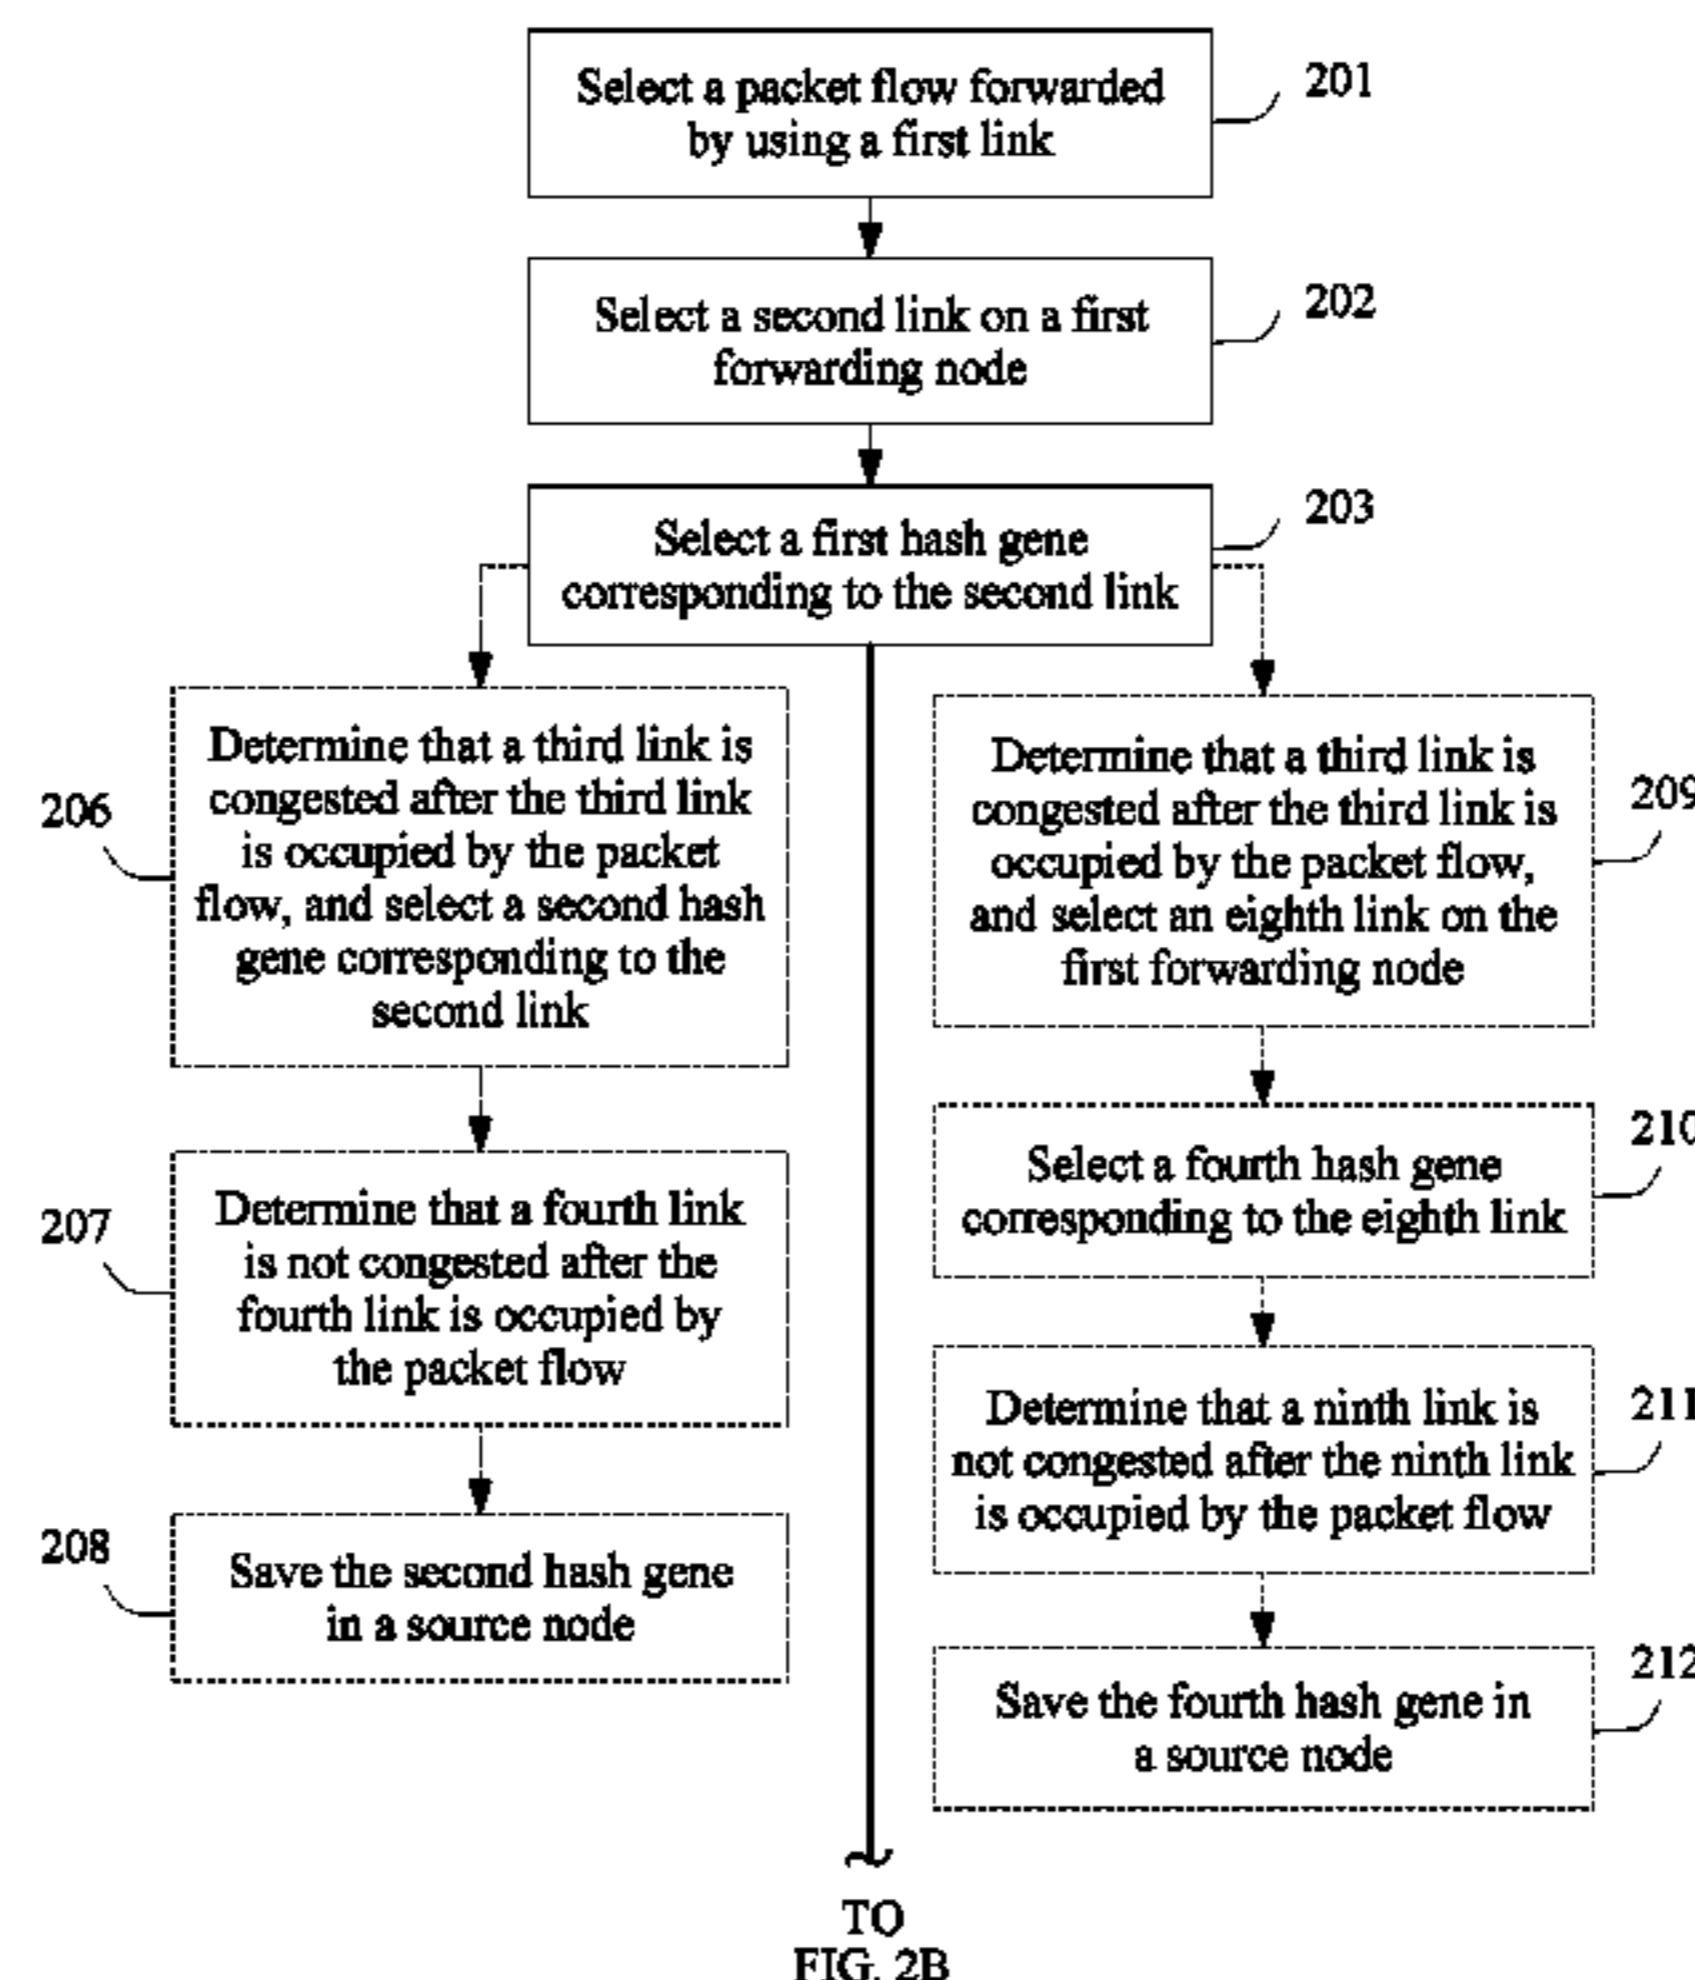 Select a packet flow forwarded
by using a first link
201
Select a second link on a first
forwarding node
202
Select a first hash gene
corresponding to the second link
203
206
Determine that a third link is
congested after the third link
is occupied by the packet
flow, and select a second hash
gene corresponding to the
second link
207
Determine that a fourth link
is not congested after the
fourth link is occupied by
the packet flow
208
Save the second hash gene
in a source node
Determine that a third link is
congested after the third link is
occupied by the packet flow,
and select an eighth link on the
first forwarding node
209
Select a fourth hash gene
corresponding to the eighth link
210
Determine that a ninth link is
not congested after the ninth link
is occupied by the packet flow
211
Save the fourth hash gene in
a source node
212
TO
FIG. 2B